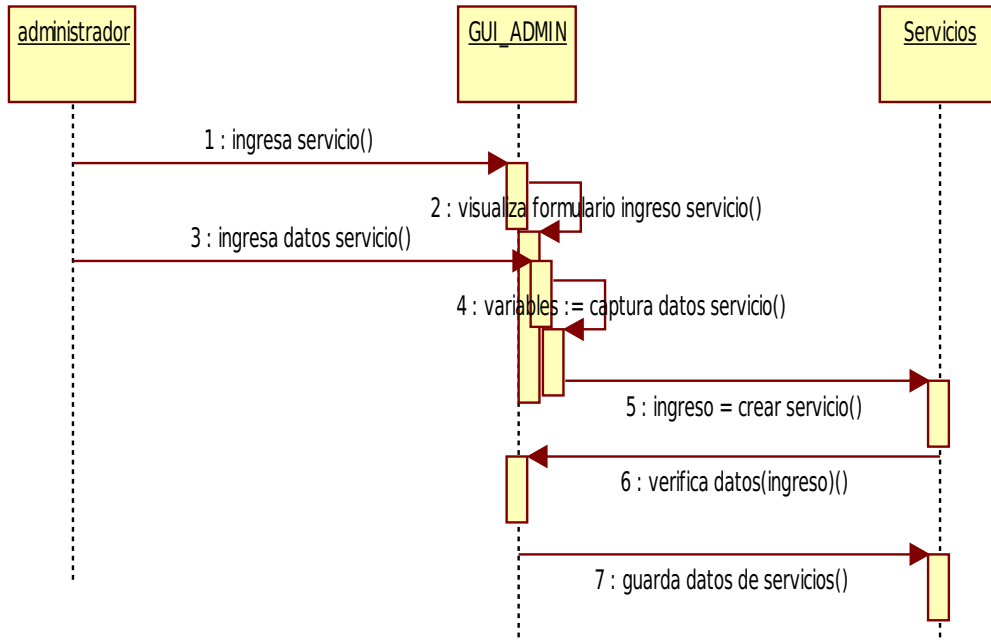 administrador
GUI_ADMIN
Servicios
1 : ingresa servicio()
2 : visualiza formulario ingreso servicio()
3 : ingresa datos servicio()
4 : variables := captura datos servicio()
5 : ingreso = crear servicio()
6 : verifica datos(ingreso)()
7 : guarda datos de servicios()